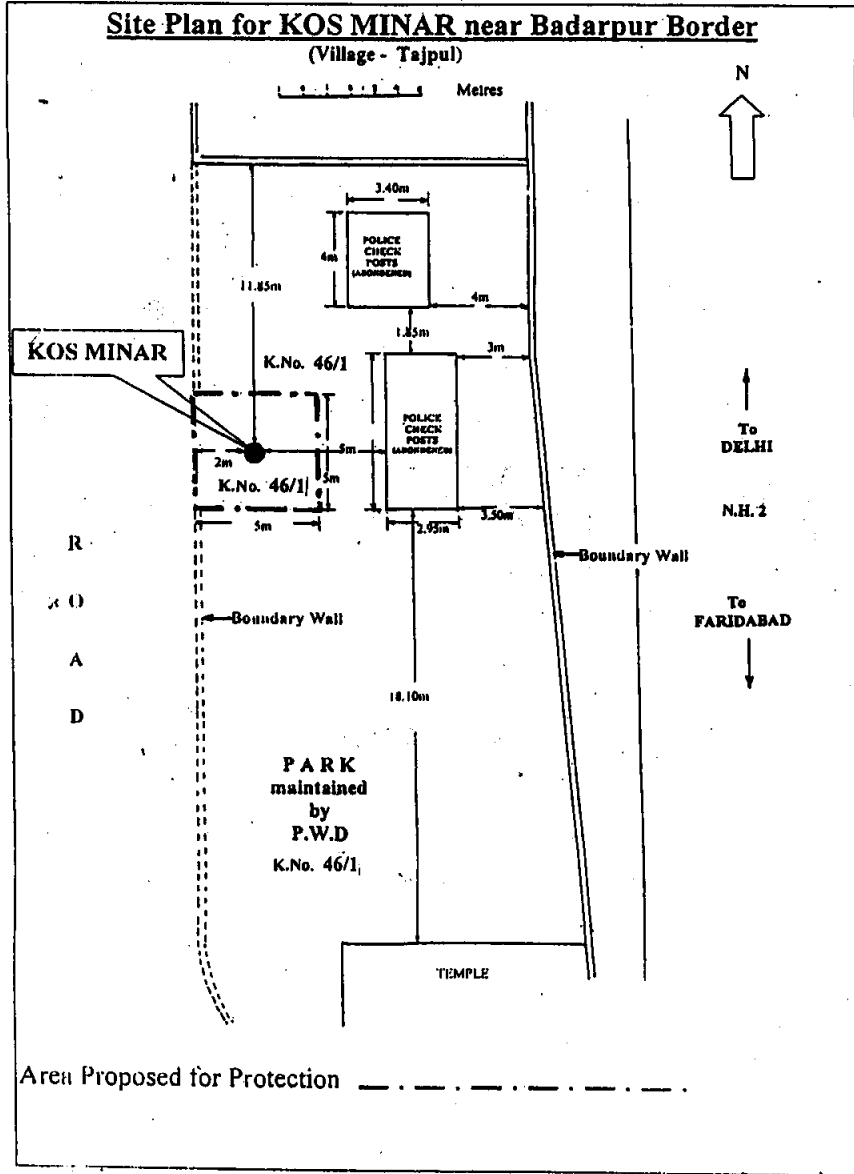 Site Plan for KOS MINAR near Badarpur Border
(Village - Tajpul)
Metres
N
3.40m
POLICE
CHECK
POSTS
4m
11.85m
4m
1.85m
3m
KOS MINAR
K.No. 46/1
POLICE
CHECK
POSTS
To
DELHI
5m
2m
5m
K.No. 46/1
5m
2.95m
3.50m
N.H. 2
Boundary Wall
R
O
A
D
Boundary Wall
To
FARIDABAD
18.10m
PARK
maintained
by
P.W.D
K.No. 46/1
TEMPLE
Area Proposed for Protection